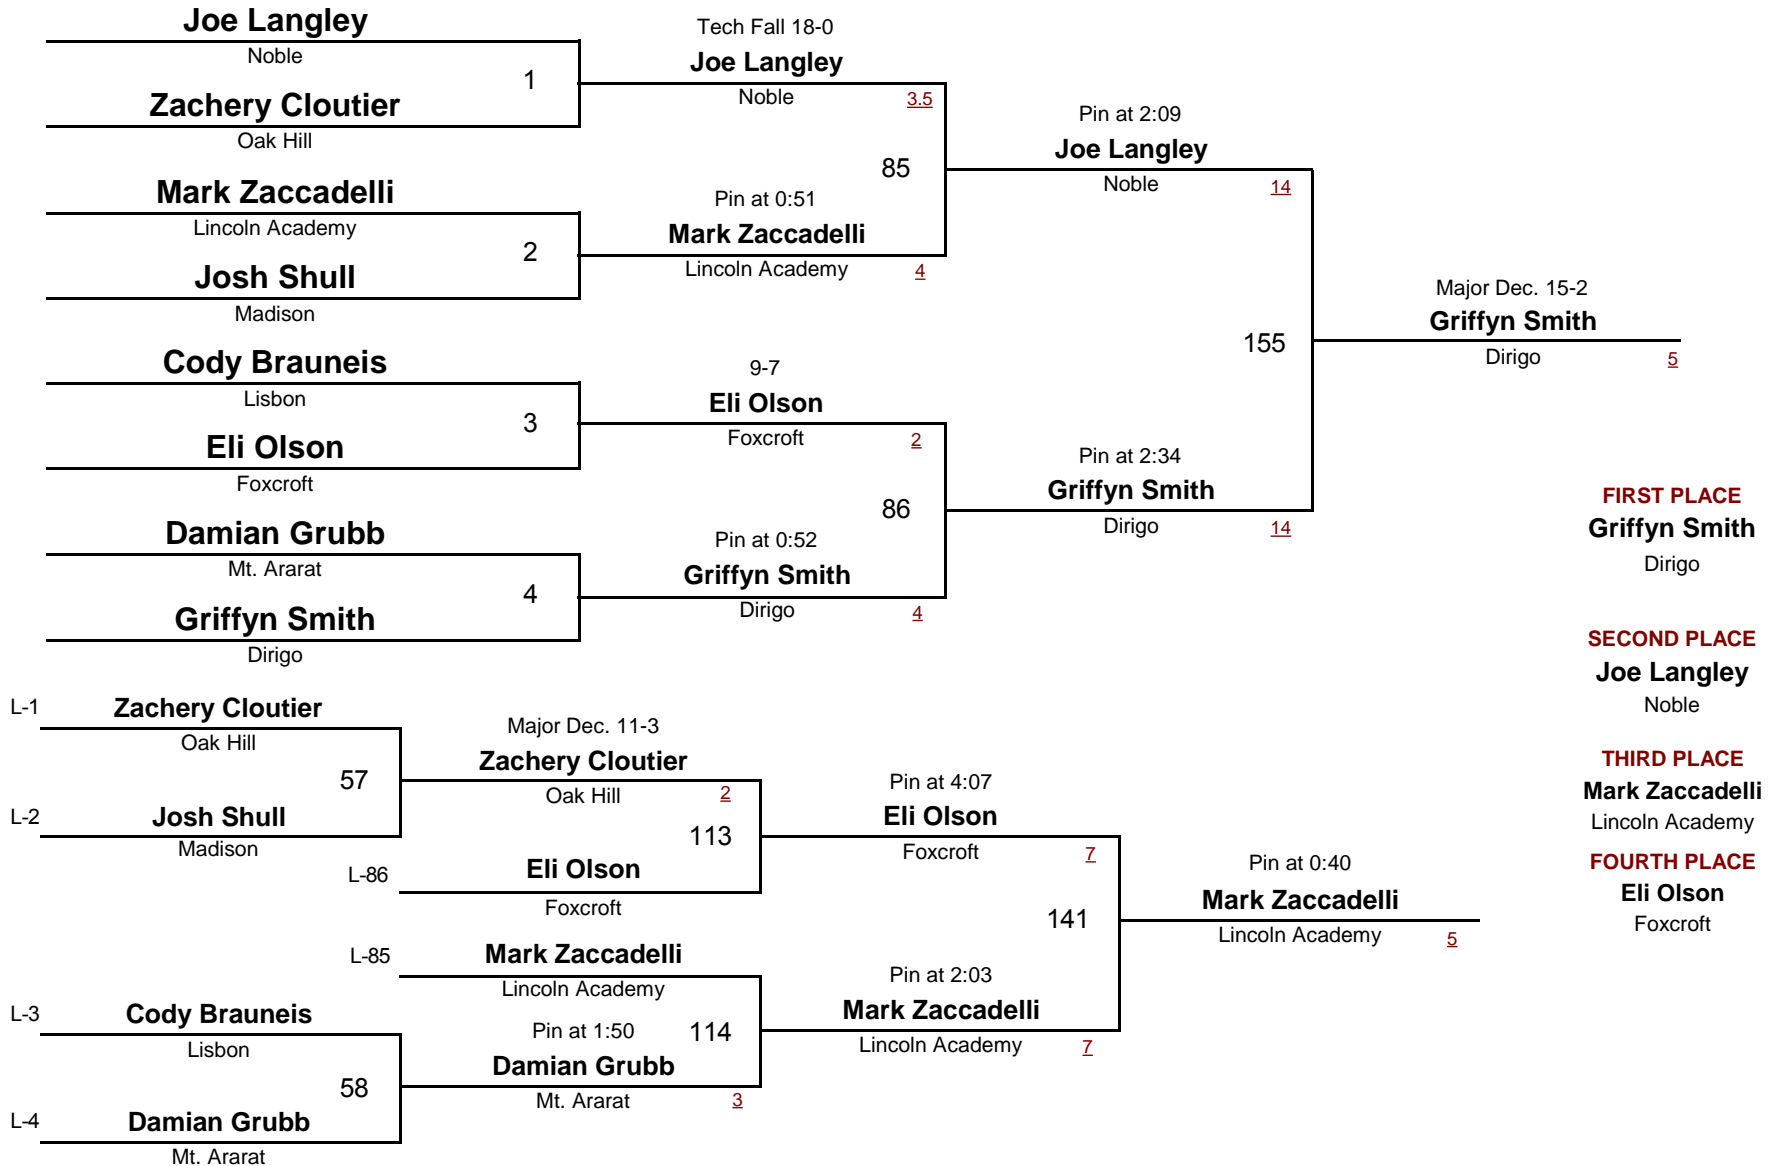 Joe Langley
Noble
1
Zachery Cloutier
Oak Hill
Mark Zaccadelli
Lincoln Academy
2
Josh Shull
Madison
Cody Brauneis
Lisbon
3
Eli Olson
Foxcroft
Damian Grubb
Mt. Ararat
4
Griffyn Smith
Dirigo
Tech Fall 18-0
Joe Langley
Noble
3.5
85
Pin at 0:51
Mark Zaccadelli
Lincoln Academy
4
9-7
Eli Olson
Foxcroft
2
86
Pin at 0:52
Griffyn Smith
Dirigo
4
Pin at 2:09
Joe Langley
Noble
14
155
Pin at 2:34
Griffyn Smith
Dirigo
14
Major Dec. 15-2
Griffyn Smith
Dirigo
5
L-1
Zachery Cloutier
Oak Hill
57
L-2
Josh Shull
Madison
Major Dec. 11-3
Zachery Cloutier
Oak Hill
2
113
L-86
Eli Olson
Foxcroft
L-85
Mark Zaccadelli
Lincoln Academy
114
L-3
Cody Brauneis
Lisbon
58
L-4
Damian Grubb
Mt. Ararat
Pin at 1:50
Damian Grubb
Mt. Ararat
3
Pin at 4:07
Eli Olson
Foxcroft
7
141
Pin at 2:03
Mark Zaccadelli
Lincoln Academy
7
Pin at 0:40
Mark Zaccadelli
Lincoln Academy
5
FIRST PLACE
Griffyn Smith
Dirigo
SECOND PLACE
Joe Langley
Noble
THIRD PLACE
Mark Zaccadelli
Lincoln Academy
FOURTH PLACE
Eli Olson
Foxcroft